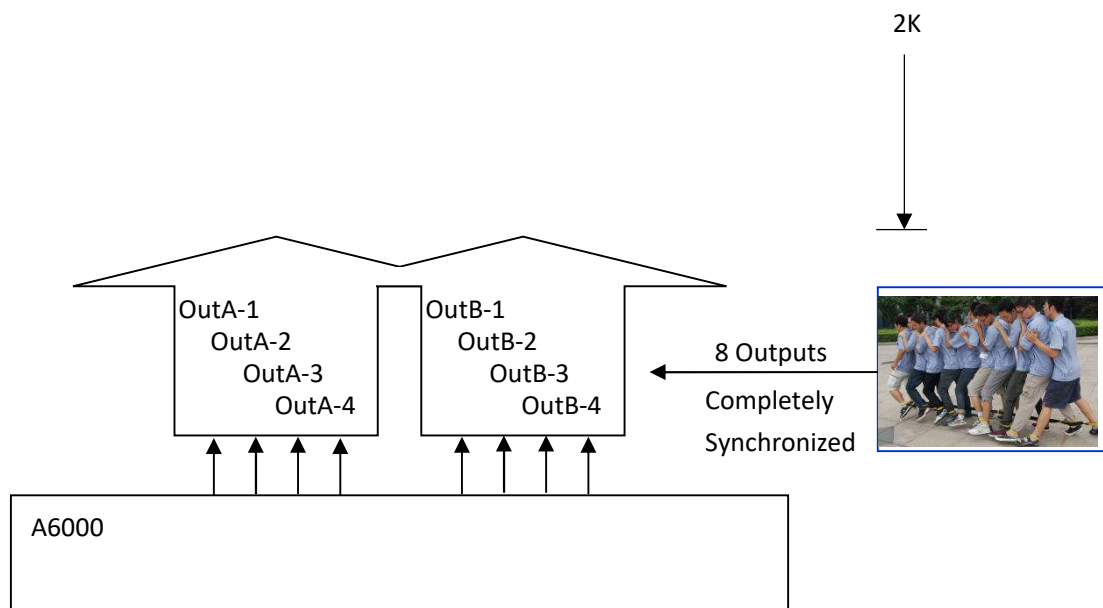 2K
OutA-1
OutA-2
OutA-3
OutA-4
OutB-1
OutB-2
OutB-3
OutB-4
8 Outputs
Completely
Synchronized
A6000